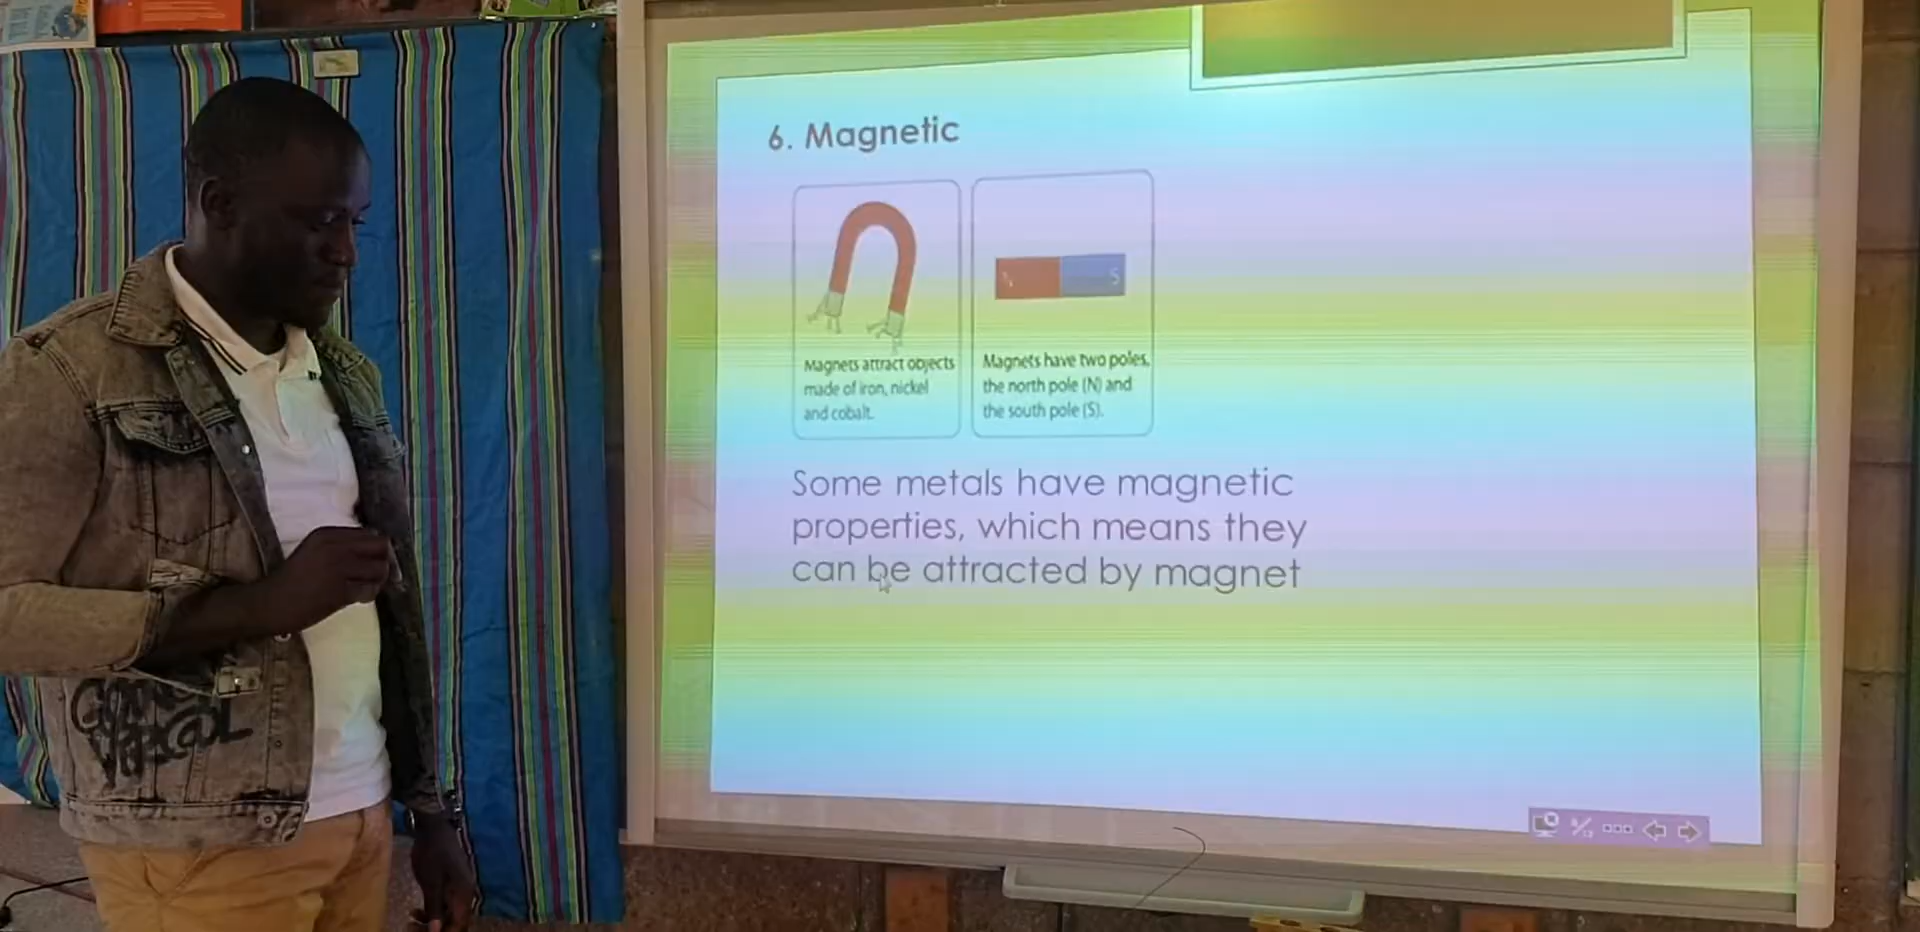 6. Magnetic
S
Magnets attract objects
made of iron, nickel
and cobalt.
Magnets have two poles,
the north pole (N) and
the south pole (S).
Some metals have magnetic
properties, which means they
can be attracted by magnet